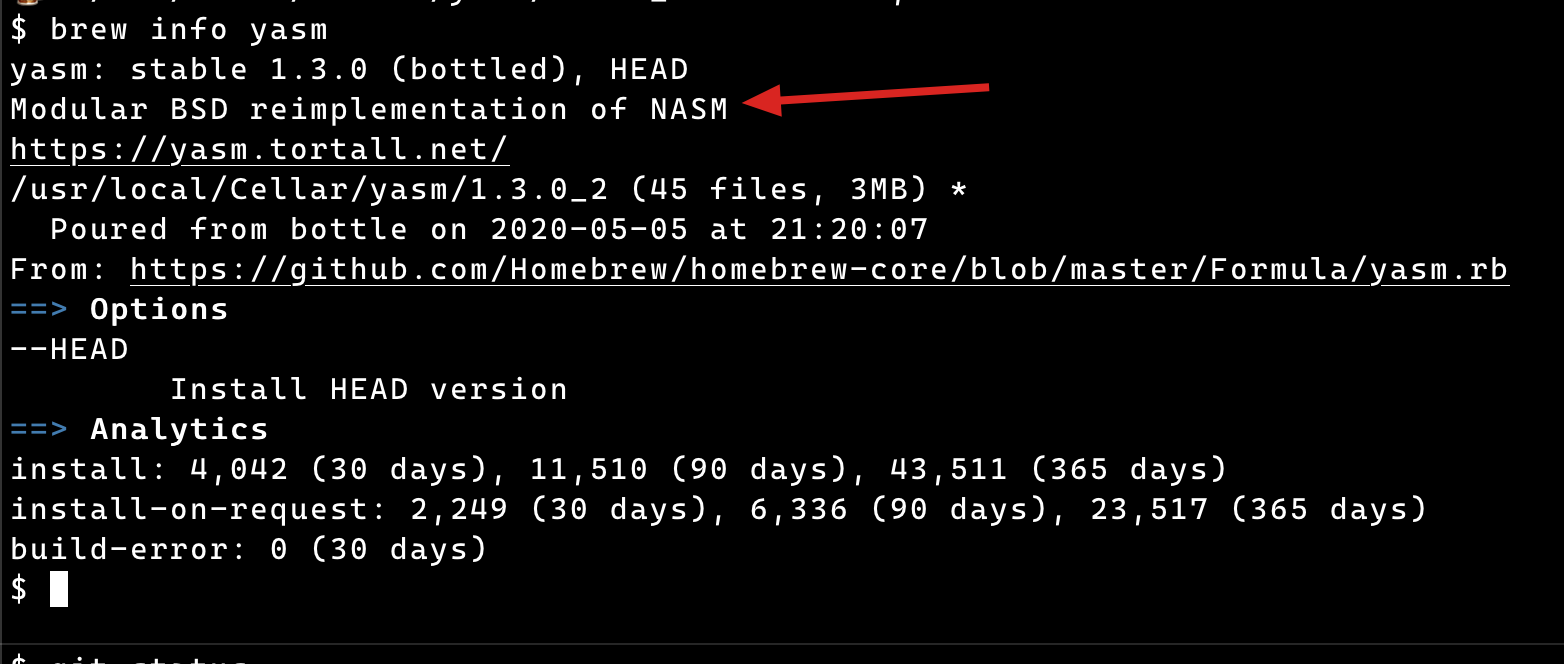 $ brew info yasm
yasm: stable 1.3.0 (bottled), HEAD
Modular BSD reimplementation of NASM
https://yasm.tortall.net/
/usr/local/Cellar/yasm/1.3.0_2 (45 files, 3MB) *
  Poured from bottle on 2020-05-05 at 21:20:07
From: https://github.com/Homebrew/homebrew-core/blob/master/Formula/yasm.rb
==> Options
--HEAD
        Install HEAD version
==> Analytics
install: 4,042 (30 days), 11,510 (90 days), 43,511 (365 days)
install-on-request: 2,249 (30 days), 6,336 (90 days), 23,517 (365 days)
build-error: 0 (30 days)
$
$ git status